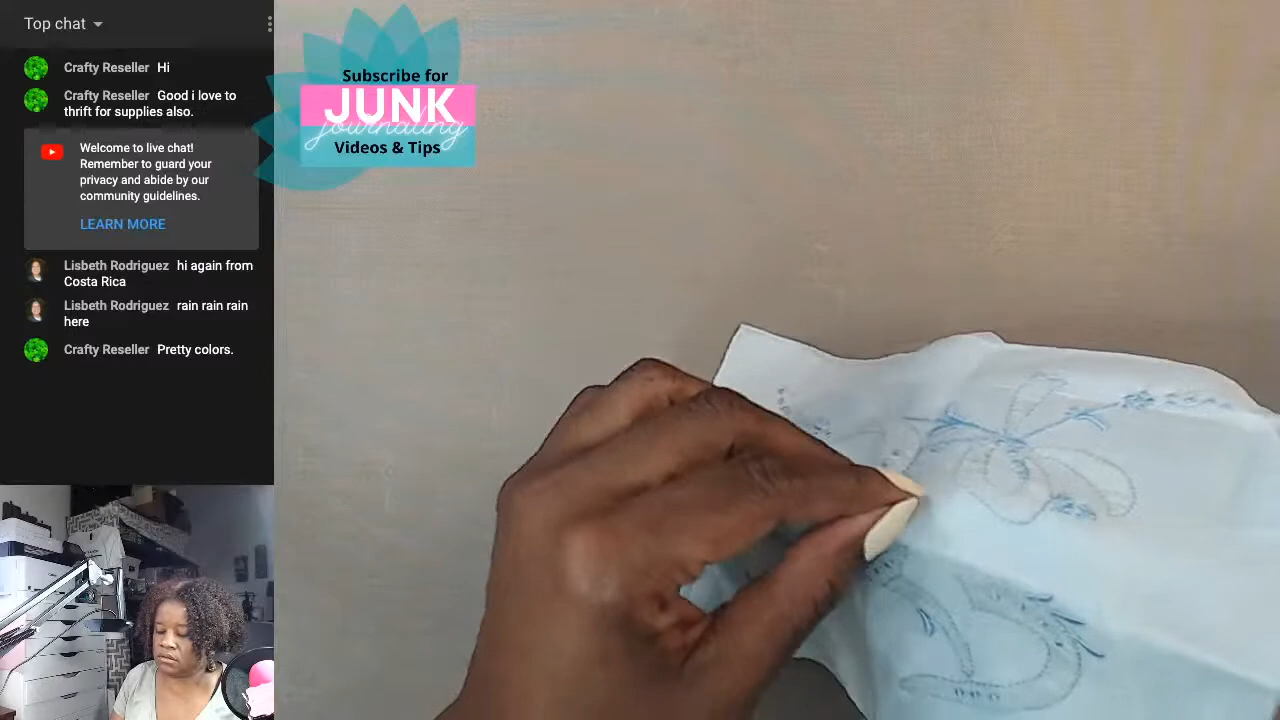 Top chat
Crafty Reseller Hi
Crafty Reseller Good i love to
thrift for supplies also.
Welcome to live chat!
Remember to guard your
privacy and abide by our
community guidelines.
LEARN MORE
Lisbeth Rodriguez hi again from
Costa Rica
Lisbeth Rodriguez rain rain rain
here
Crafty Reseller Pretty colors.
Subscribe for
JUNK
journaling
Videos & Tips